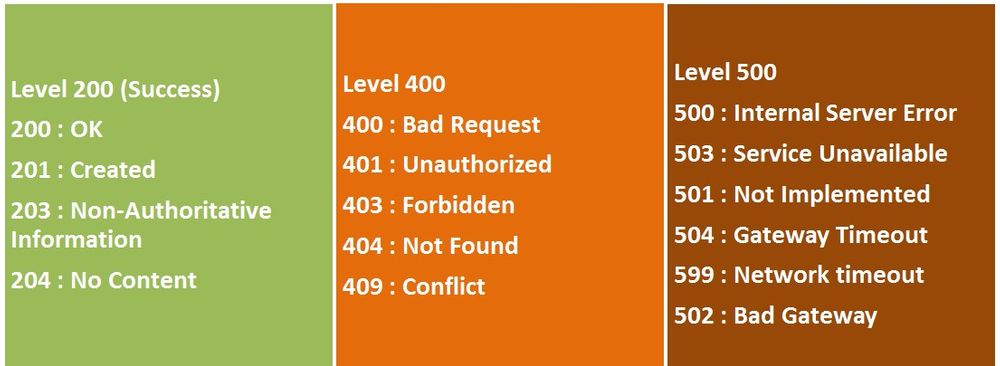 Level 200 (Success)
200 : OK
201 : Created
203 : Non-Authoritative
Information
204 : No Content
Level 400
400 : Bad Request
401 : Unauthorized
403 : Forbidden
404 : Not Found
409 : Conflict
Level 500
500 : Internal Server Error
503 : Service Unavailable
501 : Not Implemented
504 : Gateway Timeout
599 : Network timeout
502 : Bad Gateway